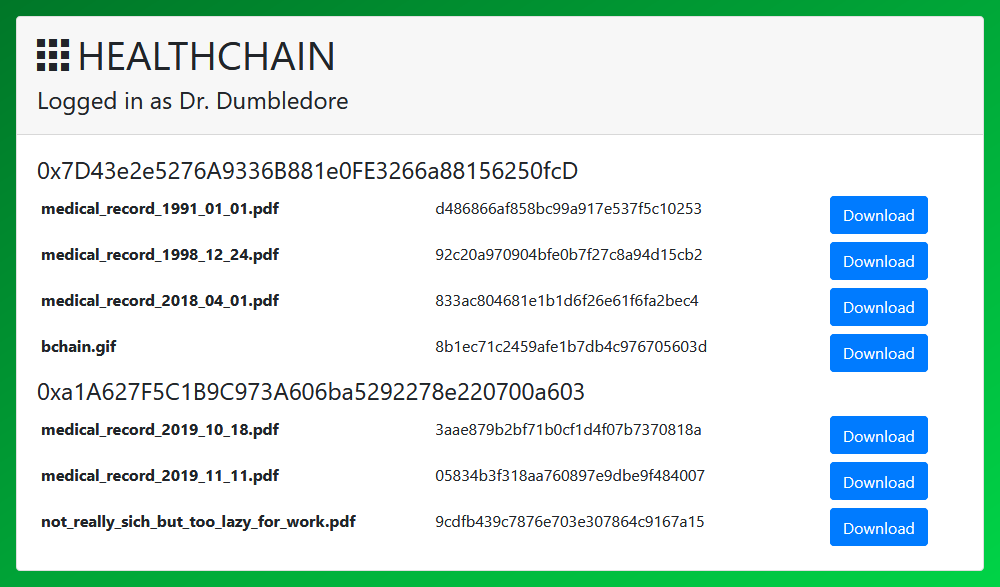 HEALTHCHAIN
Logged in as Dr. Dumbledore
0x7D43e2e5276A9336B881e0FE3266a88156250fcD
medical_record_1991_01_01.pdf d486866af858bc99a917e537f5c10253 Download
medical_record_1998_12_24.pdf 92c20a970904bfe0b7f27c8a94d15cb2 Download
medical_record_2018_04_01.pdf 833ac804681e1b1d6f26e61f6fa2bec4 Download
bchain.gif 8b1ec71c2459afe1b7db4c976705603d Download
0xa1A627F5C1B9C973A606ba5292278e220700a603
medical_record_2019_10_18.pdf 3aae879b2bf71b0cf1d4f07b7370818a Download
medical_record_2019_11_11.pdf 05834b3f318aa760897e9dbe9f484007 Download
not_really_sich_but_too_lazy_for_work.pdf 9cdfb439c7876e703e307864c9167a15 Download